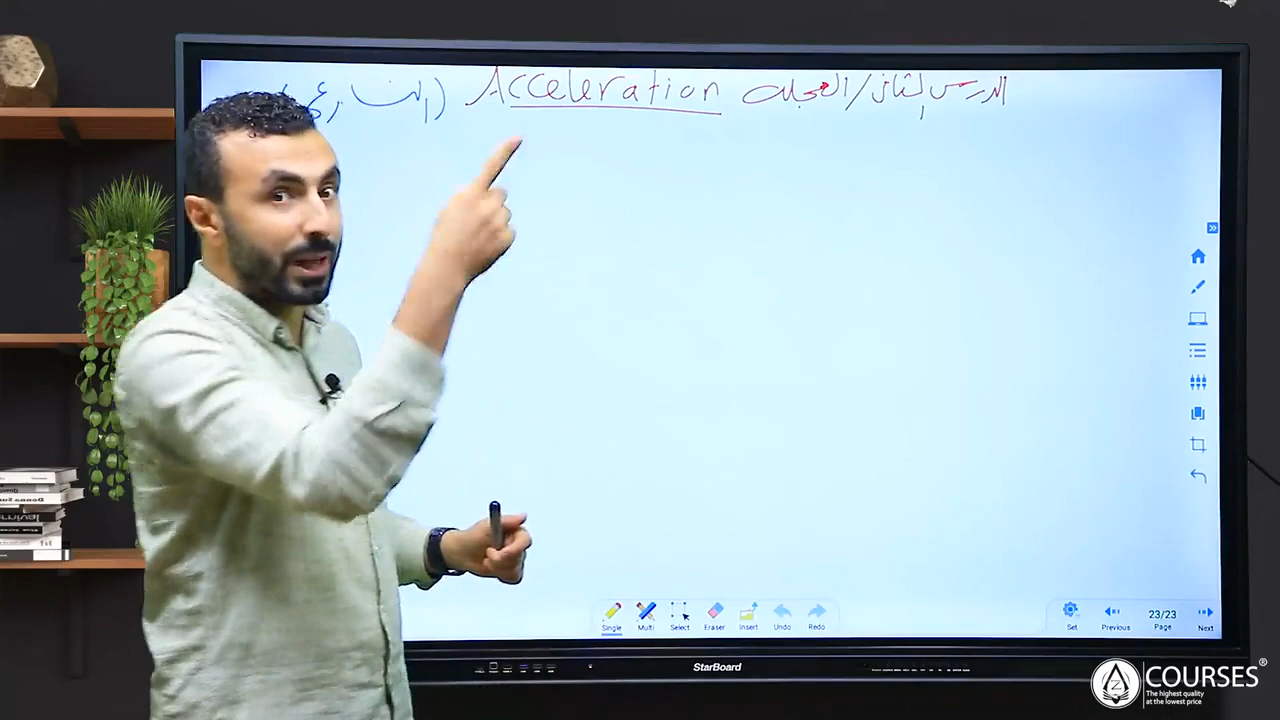 الدرس الثاني / العجلة Acceleration (التسارع
Single Multi Select Eraser Insert Undo Redo
Set Previous 23/23 Page Next
StarBoard
COURSES®
The highest quality
at the lowest price